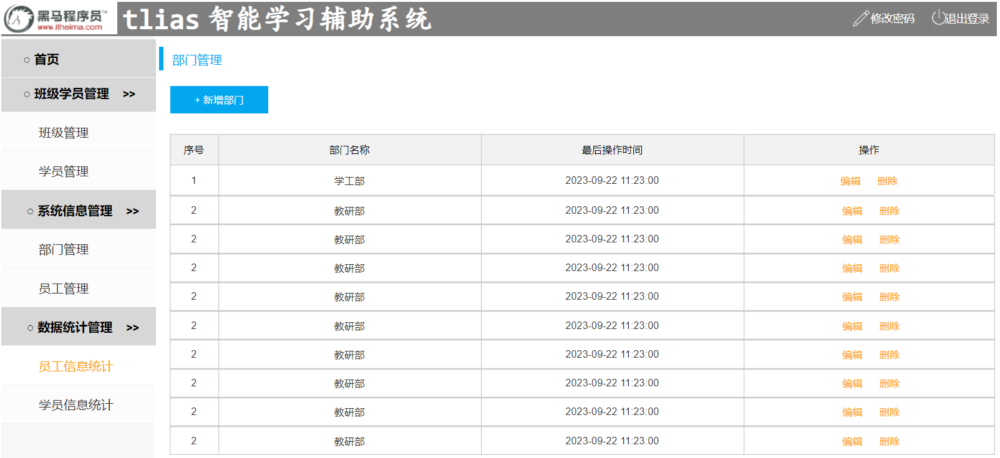 黑马程序员™
www.itheima.com
tlias 智能学习辅助系统
修改密码
退出登录
首页
班级学员管理 >>
班级管理
学员管理
系统信息管理 >>
部门管理
员工管理
数据统计管理 >>
员工信息统计
学员信息统计
部门管理
+ 新增部门
序号 部门名称 最后操作时间 操作
1 学工部 2023-09-22 11:23:00 编辑 删除
2 教研部 2023-09-22 11:23:00 编辑 删除
2 教研部 2023-09-22 11:23:00 编辑 删除
2 教研部 2023-09-22 11:23:00 编辑 删除
2 教研部 2023-09-22 11:23:00 编辑 删除
2 教研部 2023-09-22 11:23:00 编辑 删除
2 教研部 2023-09-22 11:23:00 编辑 删除
2 教研部 2023-09-22 11:23:00 编辑 删除
2 教研部 2023-09-22 11:23:00 编辑 删除
2 教研部 2023-09-22 11:23:00 编辑 删除